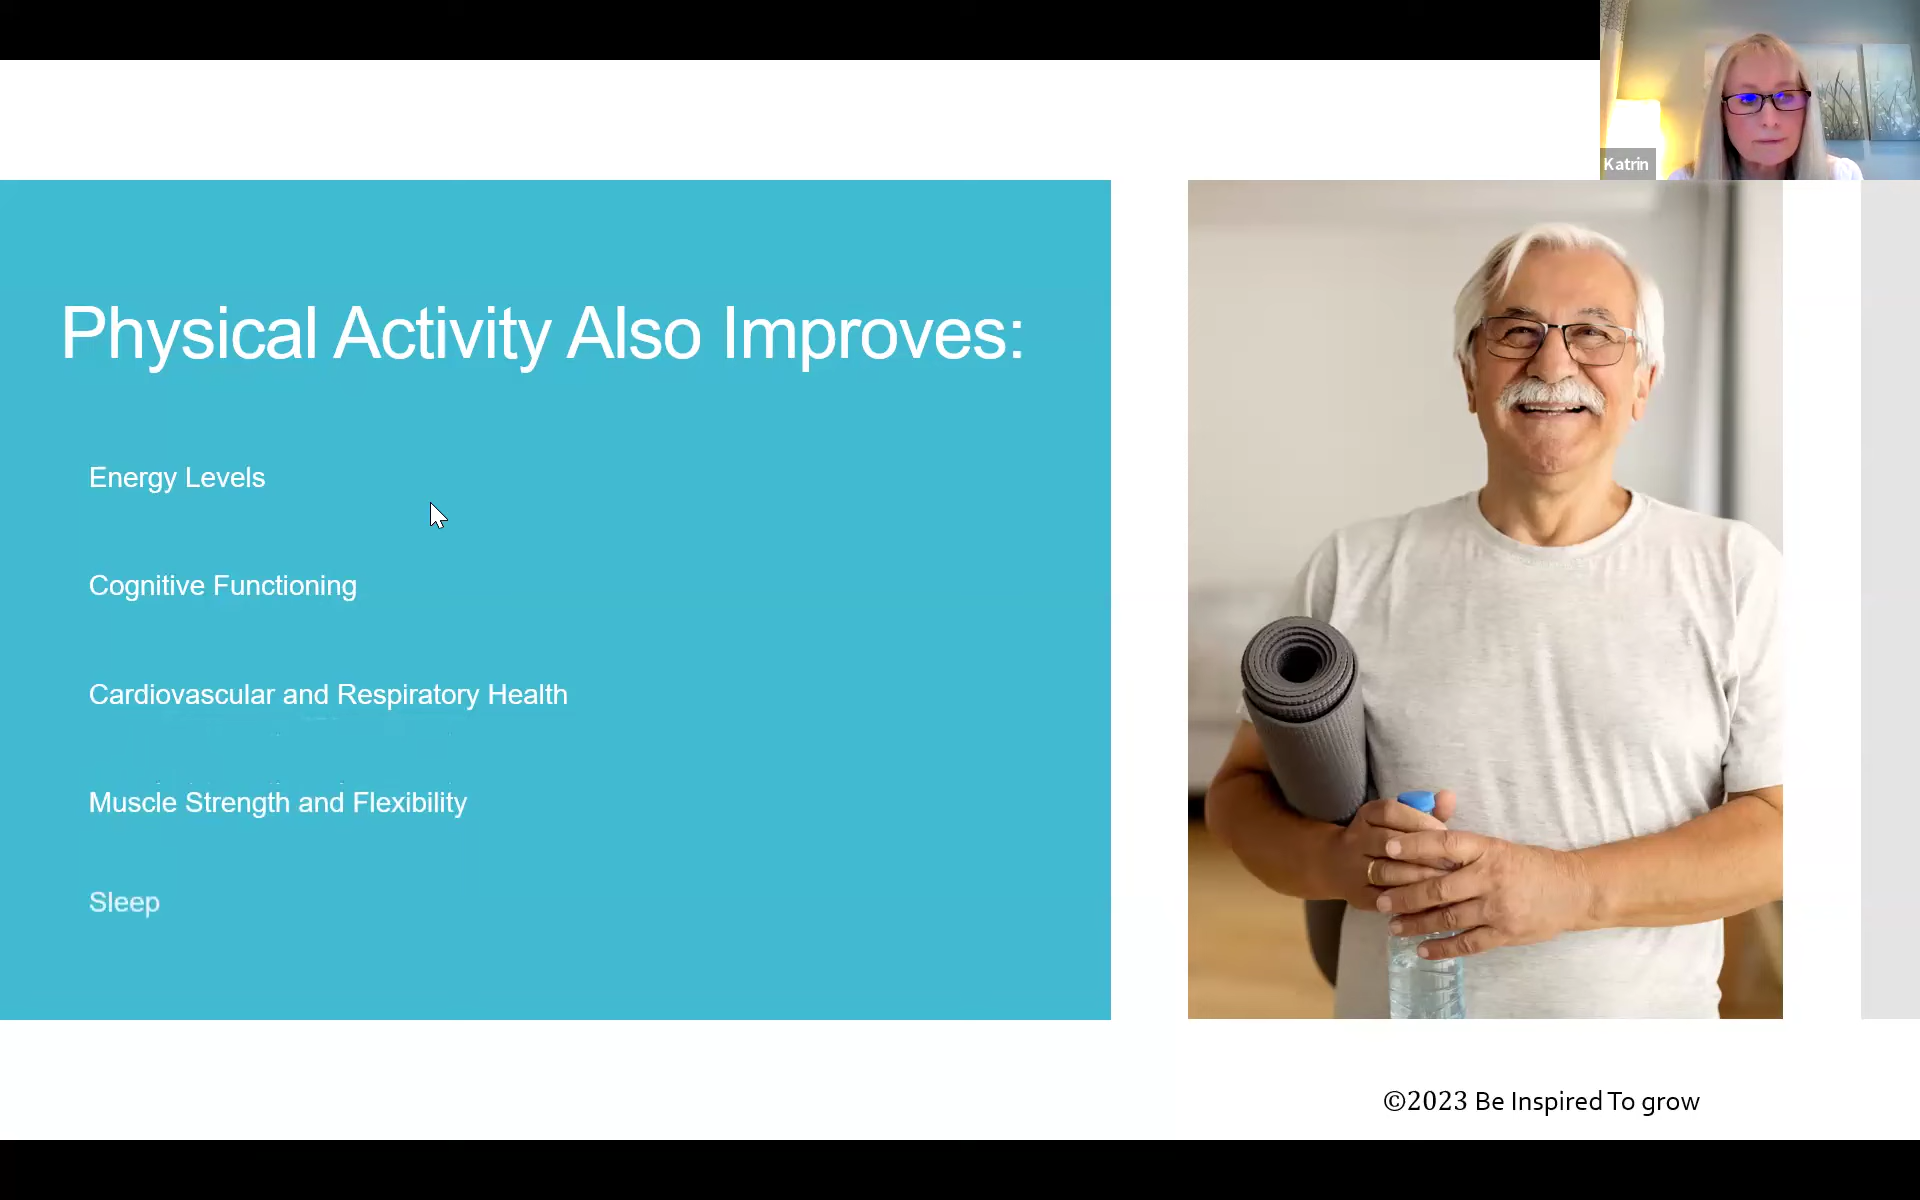 Katrin
Physical Activity Also Improves:
Energy Levels
Cognitive Functioning
Cardiovascular and Respiratory Health
Muscle Strength and Flexibility
Sleep
©2023 Be Inspired To grow